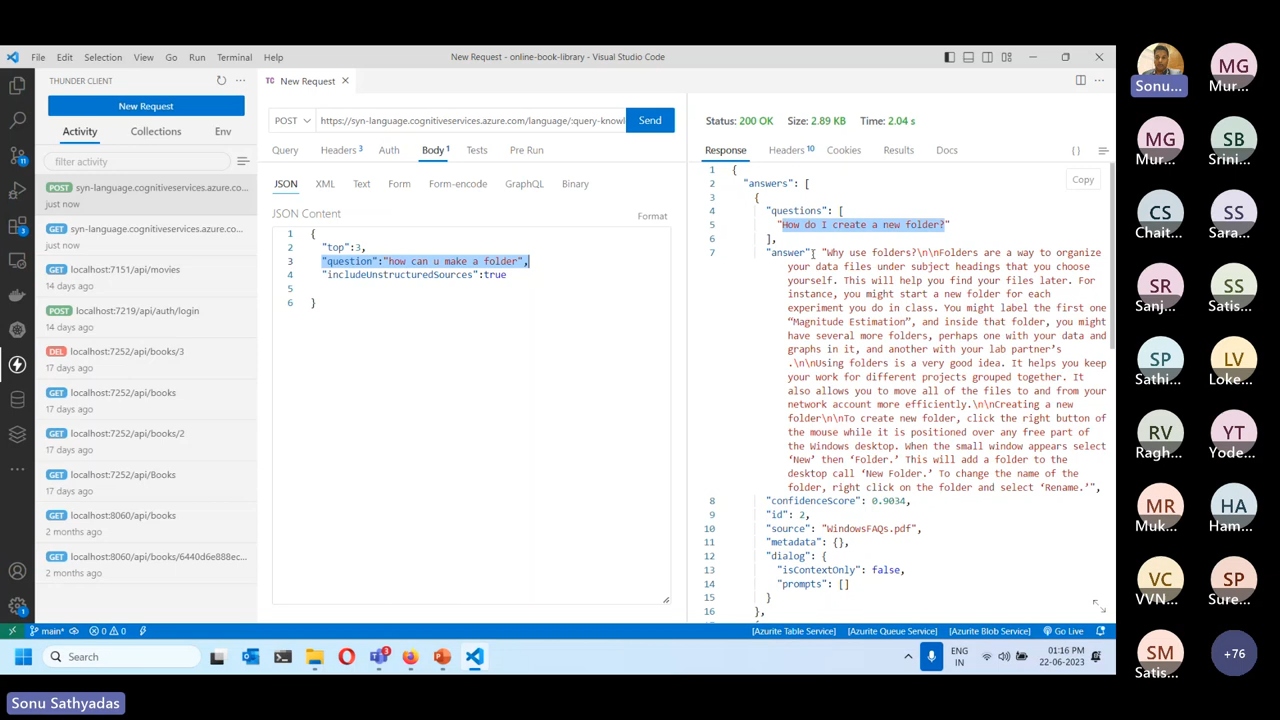 File Edit Selection View Go Run Terminal Help
New Request - online-book-library - Visual Studio Code
THUNDER CLIENT
New Request
Activity Collections Env
filter activity
POST syn-language.cognitiveservices.azure.co...
just now
GET syn-language.cognitiveservices.azure.com...
just now
GET localhost:7151/api/movies
14 days ago
POST localhost:7219/api/auth/login
14 days ago
DEL localhost:7252/api/books/3
17 days ago
GET localhost:7252/api/books
17 days ago
GET localhost:7252/api/books/2
17 days ago
GET localhost:7252/api/Books
17 days ago
GET localhost:8060/api/books
2 months ago
GET localhost:8060/api/books/6440d6e888ec...
2 months ago
TC New Request
POST https://syn-language.cognitiveservices.azure.com/language/:query-knowl Send
Query Headers 3 Auth Body 1 Tests Pre Run
JSON XML Text Form Form-encode GraphQL Binary
JSON Content Format
1 {
2 "top":3,
3 "question":"how can u make a folder",
4 "includeUnstructuredSources":true
5
6 }
Status: 200 OK Size: 2.89 KB Time: 2.04 s
Response Headers 10 Cookies Results Docs { }
Copy
1 {
2 "answers": [
3 {
4 "questions": [
5 "How do I create a new folder?"
6 ],
7 "answer": "Why use folders?\n\nFolders are a way to organize
your data files under subject headings that you choose
yourself. This will help you find your files later. For
instance, you might start a new folder for each
experiment you do in class. You might label the first one
“Magnitude Estimation”, and inside that folder, you might
have several more folders, perhaps one with your data and
graphs in it, and another with your lab partner’s
.\n\nUsing folders is a very good idea. It helps you keep
your work for different projects grouped together. It
also allows you to move all of the files to and from your
network account more efficiently.\n\nCreating a new
folder\n\nTo create new folder, click the right button of
the mouse while it is positioned over any free part of
the Windows desktop. When the small window appears select
‘New’ then ‘Folder.’ This will add a folder to the
desktop call ‘New Folder.’ To change the name of the
folder, right click on the folder and select ‘Rename.’",
8 "confidenceScore": 0.9034,
9 "id": 2,
10 "source": "WindowsFAQs.pdf",
11 "metadata": {},
12 "dialog": {
13 "isContextOnly": false,
14 "prompts": []
15 }
16 },
11
1
main* 0 0 [Azurite Table Service] [Azurite Queue Service] [Azurite Blob Service] Go Live
Search
3
ENG
IN
01:16 PM
22-06-2023
Sonu Sathyadas
Sonu...
MG
Mur...
MG
Mur...
SB
Srini...
CS
Chait...
SS
Sara...
SR
Sanj...
SS
Satis...
SP
Sathi...
LV
Loke...
RV
Ragh...
YT
Yode...
MR
Muk...
HA
Ham...
VC
VVN...
SP
Sure...
SM
Satis...
+76